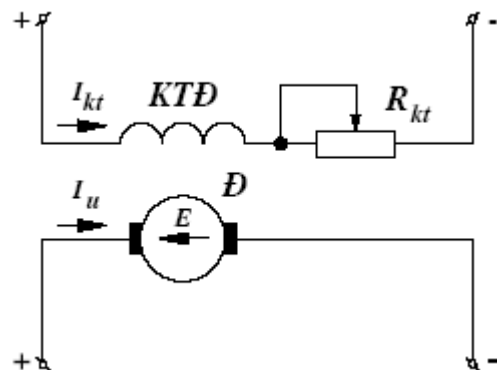 + -
I_kt KTĐ R_kt
I_u E Đ
+ -